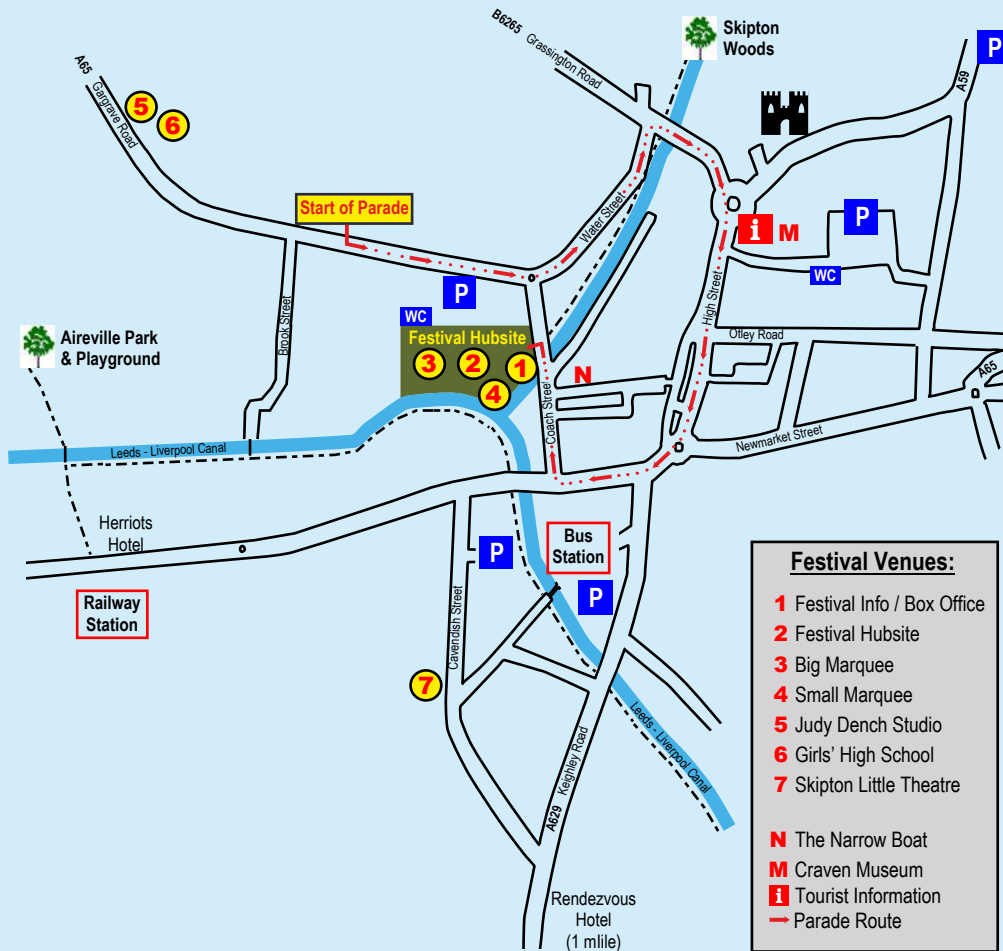 Skipton
Woods
B6265 Grassington Road
A65 Gargrave Road
A59
P
5
6
Start of Parade
Water Street
i M
P
WC
High Street
Otley Road
A65
P
WC
Festival Hubsite
3
2
1
4
Brook Street
Aireville Park
& Playground
N
Coach Street
Newmarket Street
Leeds - Liverpool Canal
Herriots
Hotel
Railway
Station
P
Bus
Station
P
Cavendish Street
7
Leeds - Liverpool Canal
A629 Keighley Road
Rendezvous
Hotel
(1 mlile)
Festival Venues:
1 Festival Info / Box Office
2 Festival Hubsite
3 Big Marquee
4 Small Marquee
5 Judy Dench Studio
6 Girls' High School
7 Skipton Little Theatre
N The Narrow Boat
M Craven Museum
i Tourist Information
Parade Route